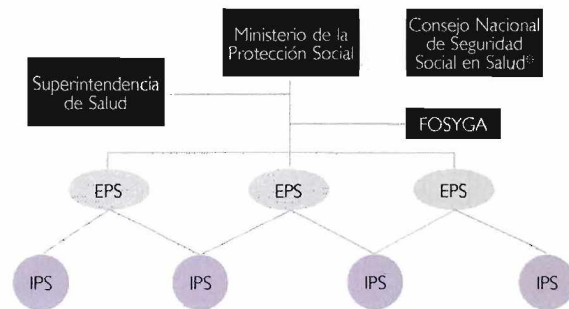 Ministerio de la
Protección Social
Consejo Nacional
de Seguridad
Social en Salud*
Superintendencia
de Salud
FOSYGA
EPS
EPS
EPS
IPS
IPS
IPS
IPS